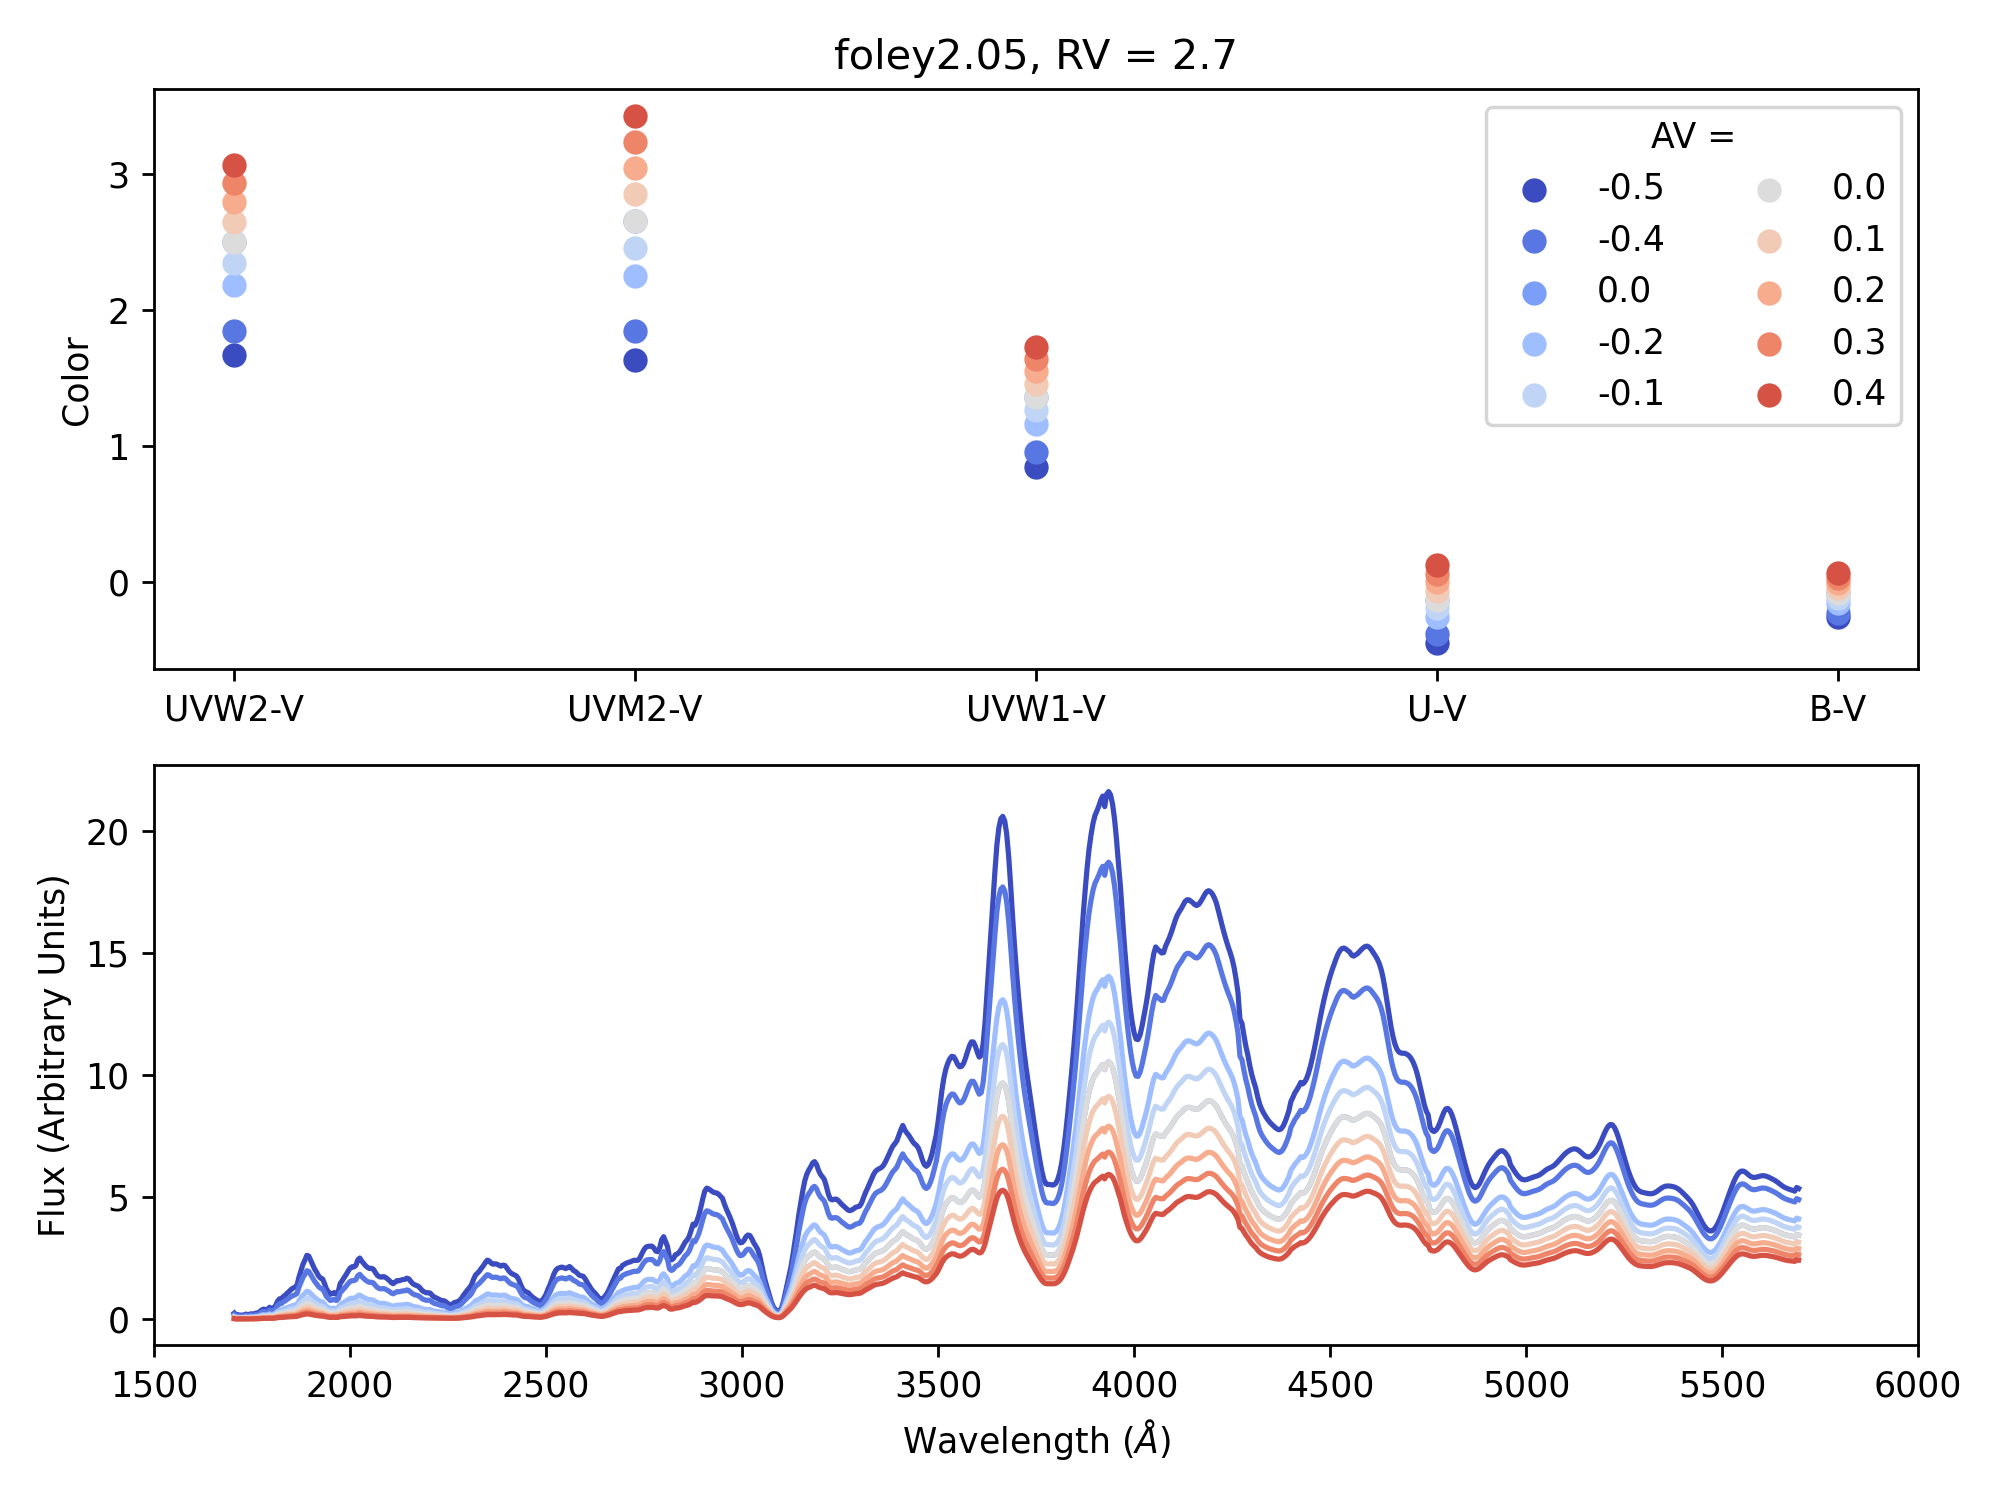 foley2.05, RV = 2.7
Color
3
2
1
0
AV =
-0.5 0.0
-0.4 0.1
0.0 0.2
-0.2 0.3
-0.1 0.4
UVW2-V UVM2-V UVW1-V U-V B-V
Flux (Arbitrary Units)
20
15
10
5
0
1500 2000 2500 3000 3500 4000 4500 5000 5500 6000
Wavelength (Å)